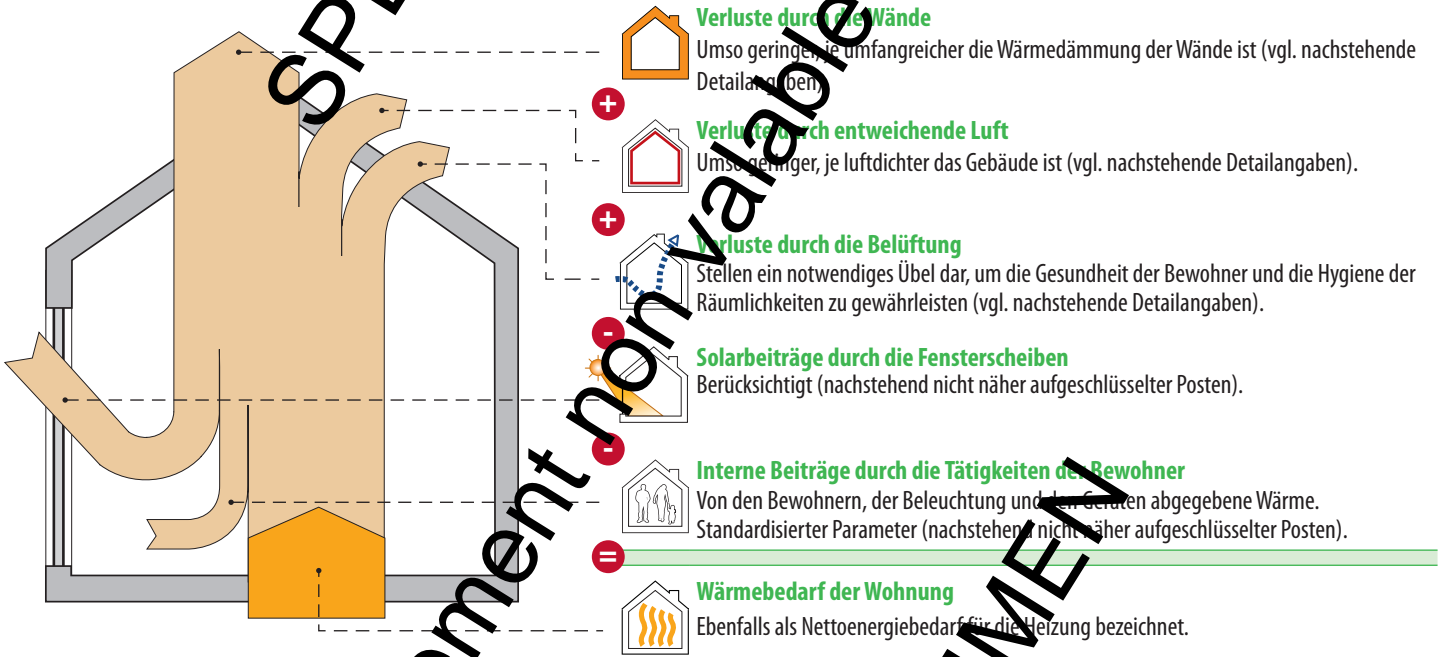 Verluste durch die Wände
Umso geringer, je umfangreicher die Wärmedämmung der Wände ist (vgl. nachstehende
Detailangaben)
+
Verluste durch entweichende Luft
Umso geringer, je luftdichter das Gebäude ist (vgl. nachstehende Detailangaben).
+
Verluste durch die Belüftung
Stellen ein notwendiges Übel dar, um die Gesundheit der Bewohner und die Hygiene der
Räumlichkeiten zu gewährleisten (vgl. nachstehende Detailangaben).
-
Solarbeiträge durch die Fensterscheiben
Berücksichtigt (nachstehend nicht näher aufgeschlüsselter Posten).
-
Interne Beiträge durch die Tätigkeiten der Bewohner
Von den Bewohnern, der Beleuchtung und den Geräten abgegebene Wärme.
Standardisierter Parameter (nachstehend nicht näher aufgeschlüsselter Posten).
=
Wärmebedarf der Wohnung
Ebenfalls als Nettoenergiebedarf für die Heizung bezeichnet.
non valable